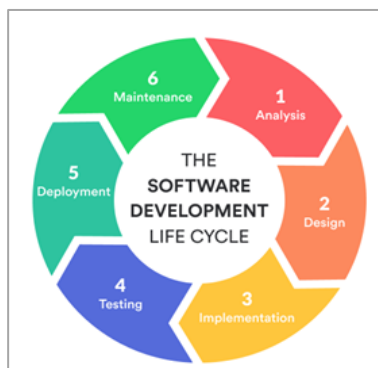 THE
SOFTWARE
DEVELOPMENT
LIFE CYCLE
1
Analysis
2
Design
3
Implementation
4
Testing
5
Deployment
6
Maintenance